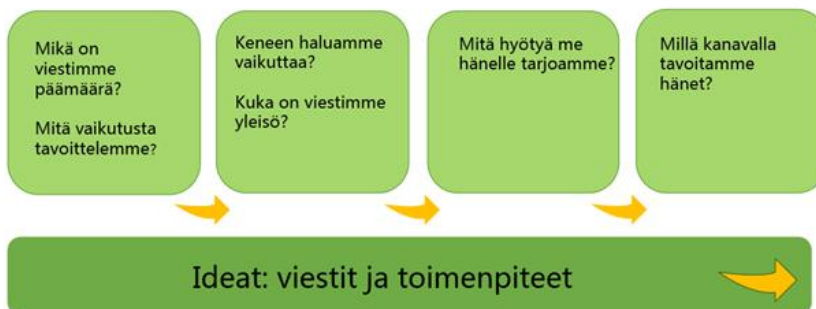 Mikä on
viestimme
päämäärä?
Mitä vaikutusta
tavoittelemme?
Keneen haluamme
vaikuttaa?
Kuka on viestimme
yleisö?
Mitä hyötyä me
hänelle tarjoamme?
Millä kanavalla
tavoitamme
hänet?
Ideat: viestit ja toimenpiteet